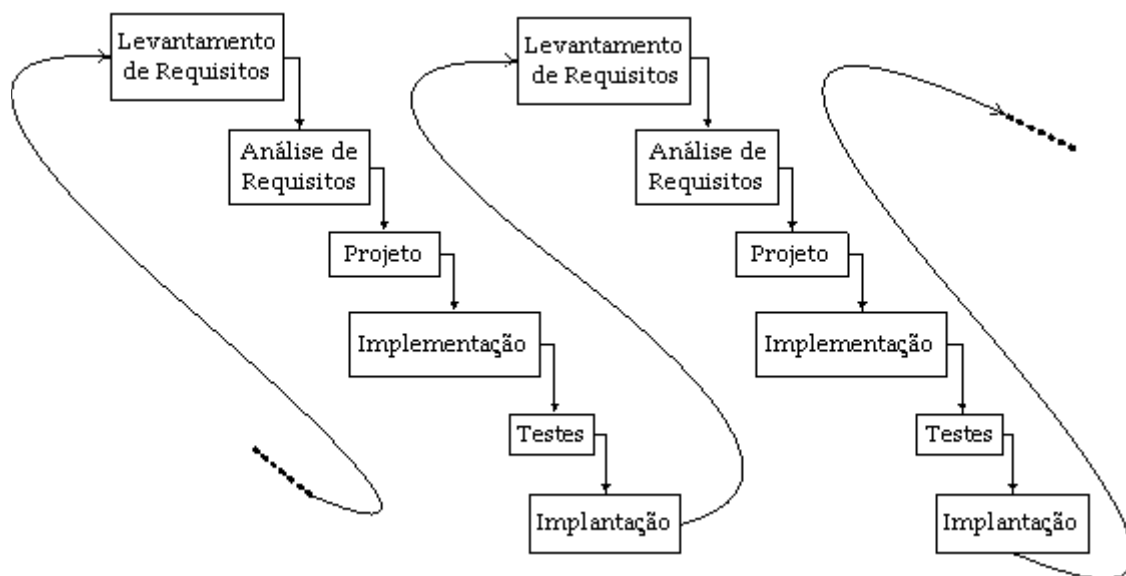 Levantamento
de Requisitos
Análise de
Requisitos
Projeto
Implementação
Testes
Implantação
Levantamento
de Requisitos
Análise de
Requisitos
Projeto
Implementação
Testes
Implantação